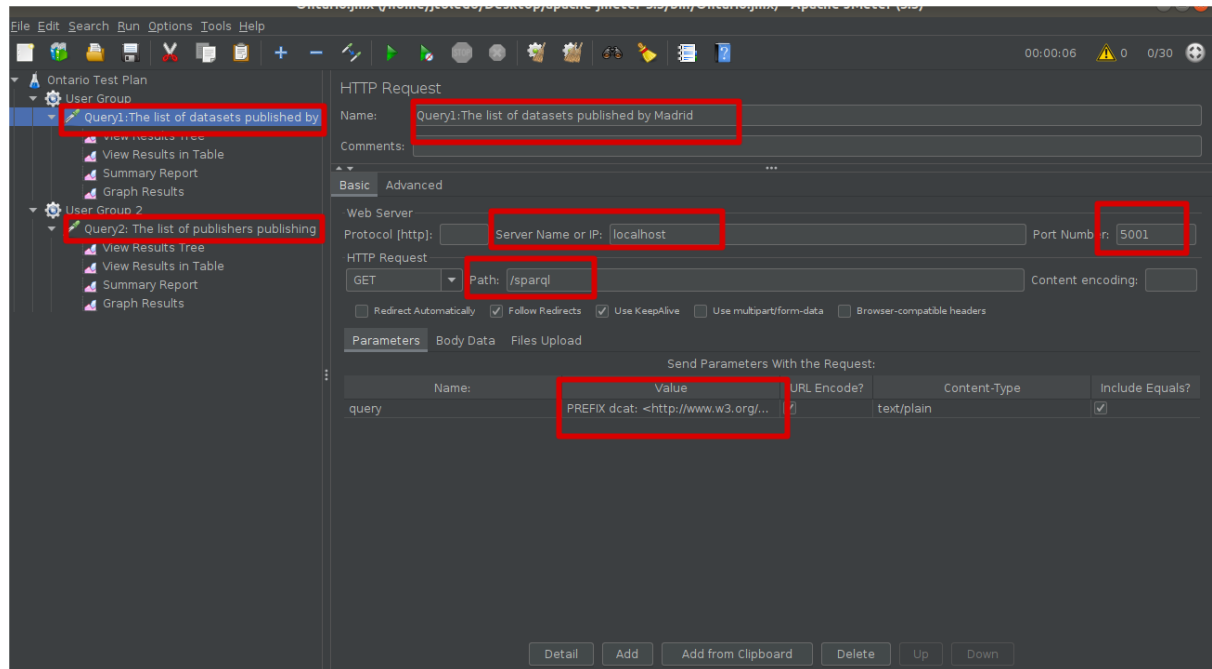 File Edit Search Run Options Tools Help
00:00:06 0 0/30
Ontario Test Plan
User Group
Query1:The list of datasets published by
View Results Tree
View Results in Table
Summary Report
Graph Results
User Group 2
Query2: The list of publishers publishing
View Results Tree
View Results in Table
Summary Report
Graph Results
HTTP Request
Name: Query1:The list of datasets published by Madrid
Comments:
Basic Advanced
Web Server
Protocol [http]: Server Name or IP: localhost Port Number: 5001
HTTP Request
GET Path: /sparql Content encoding:
Redirect Automatically Follow Redirects Use KeepAlive Use multipart/form-data Browser-compatible headers
Parameters Body Data Files Upload
Send Parameters With the Request:
Name: Value URL Encode? Content-Type Include Equals?
query PREFIX dcat: <http://www.w3.org/... text/plain
Detail Add Add from Clipboard Delete Up Down